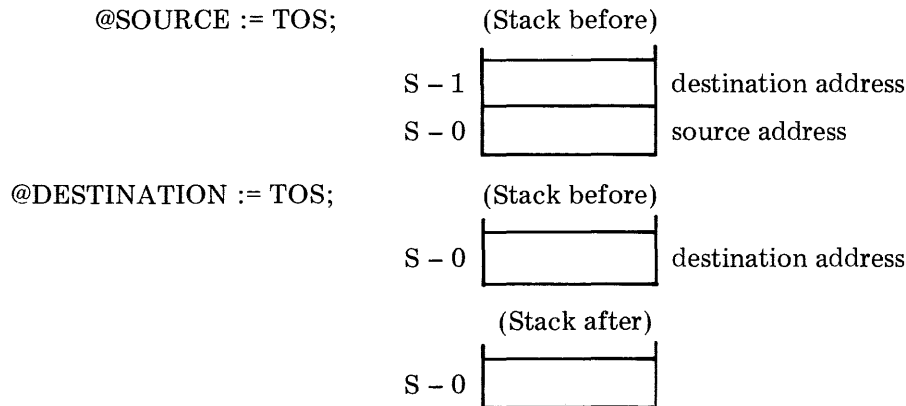 @SOURCE := TOS; (Stack before)
S – 1 destination address
S – 0 source address
@DESTINATION := TOS; (Stack before)
S – 0 destination address
(Stack after)
S – 0